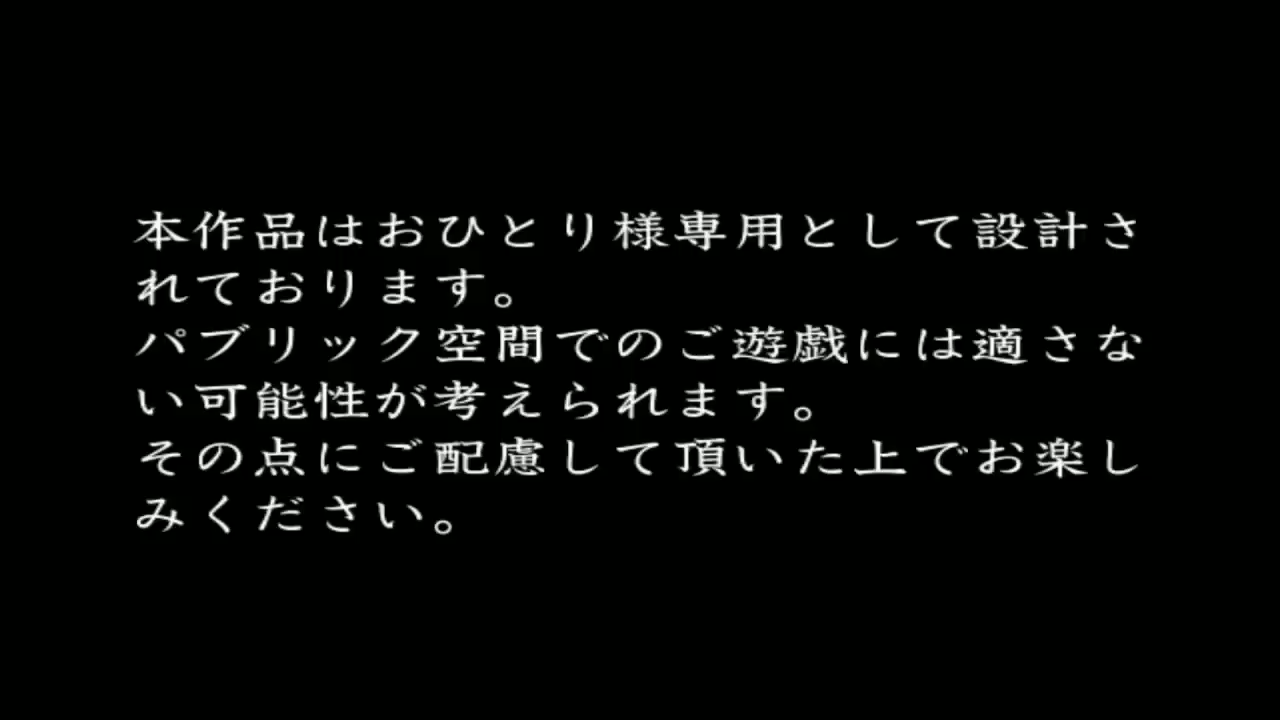 本作品はおひとり様専用として設計さ
れております。
パブリック空間でのご遊戯には適さな
い可能性が考えられます。
その点にご配慮して頂いた上でお楽し
みください。